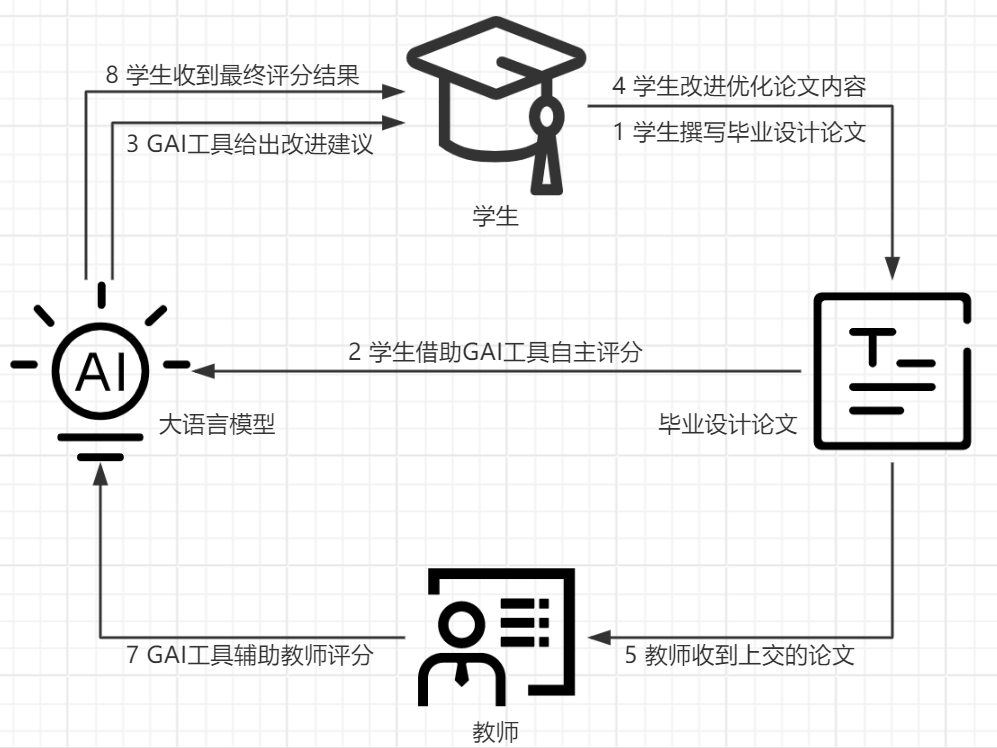 8 学生收到最终评分结果
4 学生改进优化论文内容
1 学生撰写毕业设计论文
3 GAI工具给出改进建议
学生
2 学生借助GAI工具自主评分
AI
T
大语言模型
毕业设计论文
7 GAI工具辅助教师评分
5 教师收到上交的论文
教师